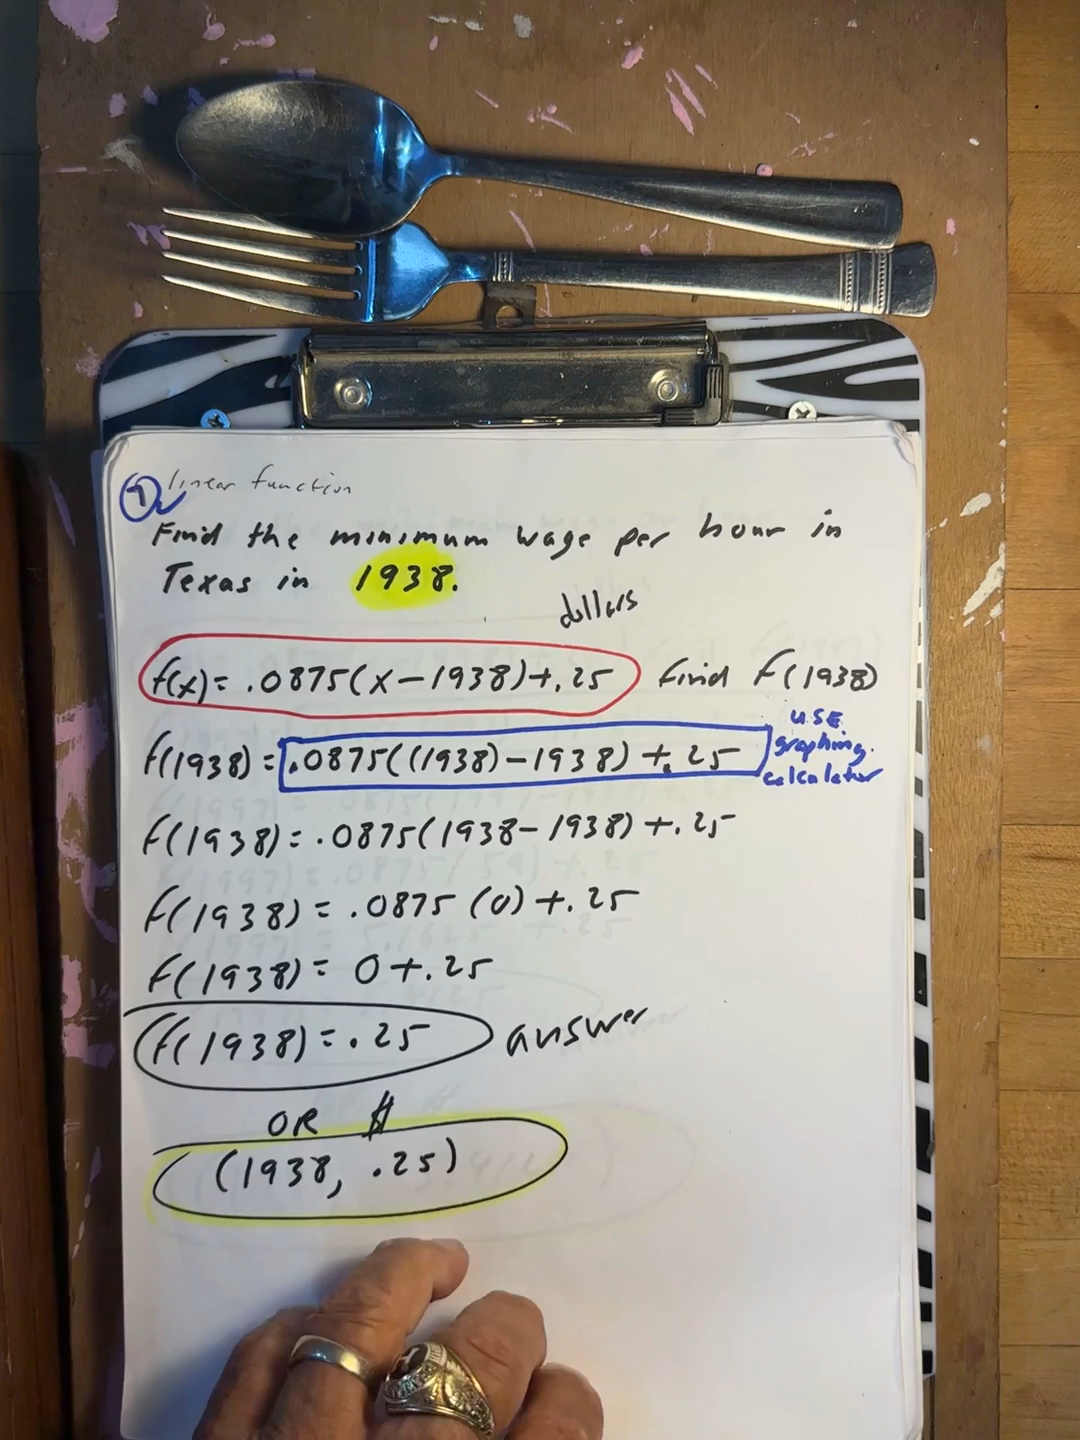 7 linear function
Find the minimum wage per hour in
Texas in 1938.
dollars
f(x)= .0875(x-1938)+.25 find f(1938)
f(1938)= .0875((1938)-1938)+.25
USE
graphing
calculator
f(1938)= .0875(1938-1938)+.25
f(1938)= .0875 (0)+.25
f(1938)= 0+.25
f(1938)= .25 answer
OR $
(1938, .25)